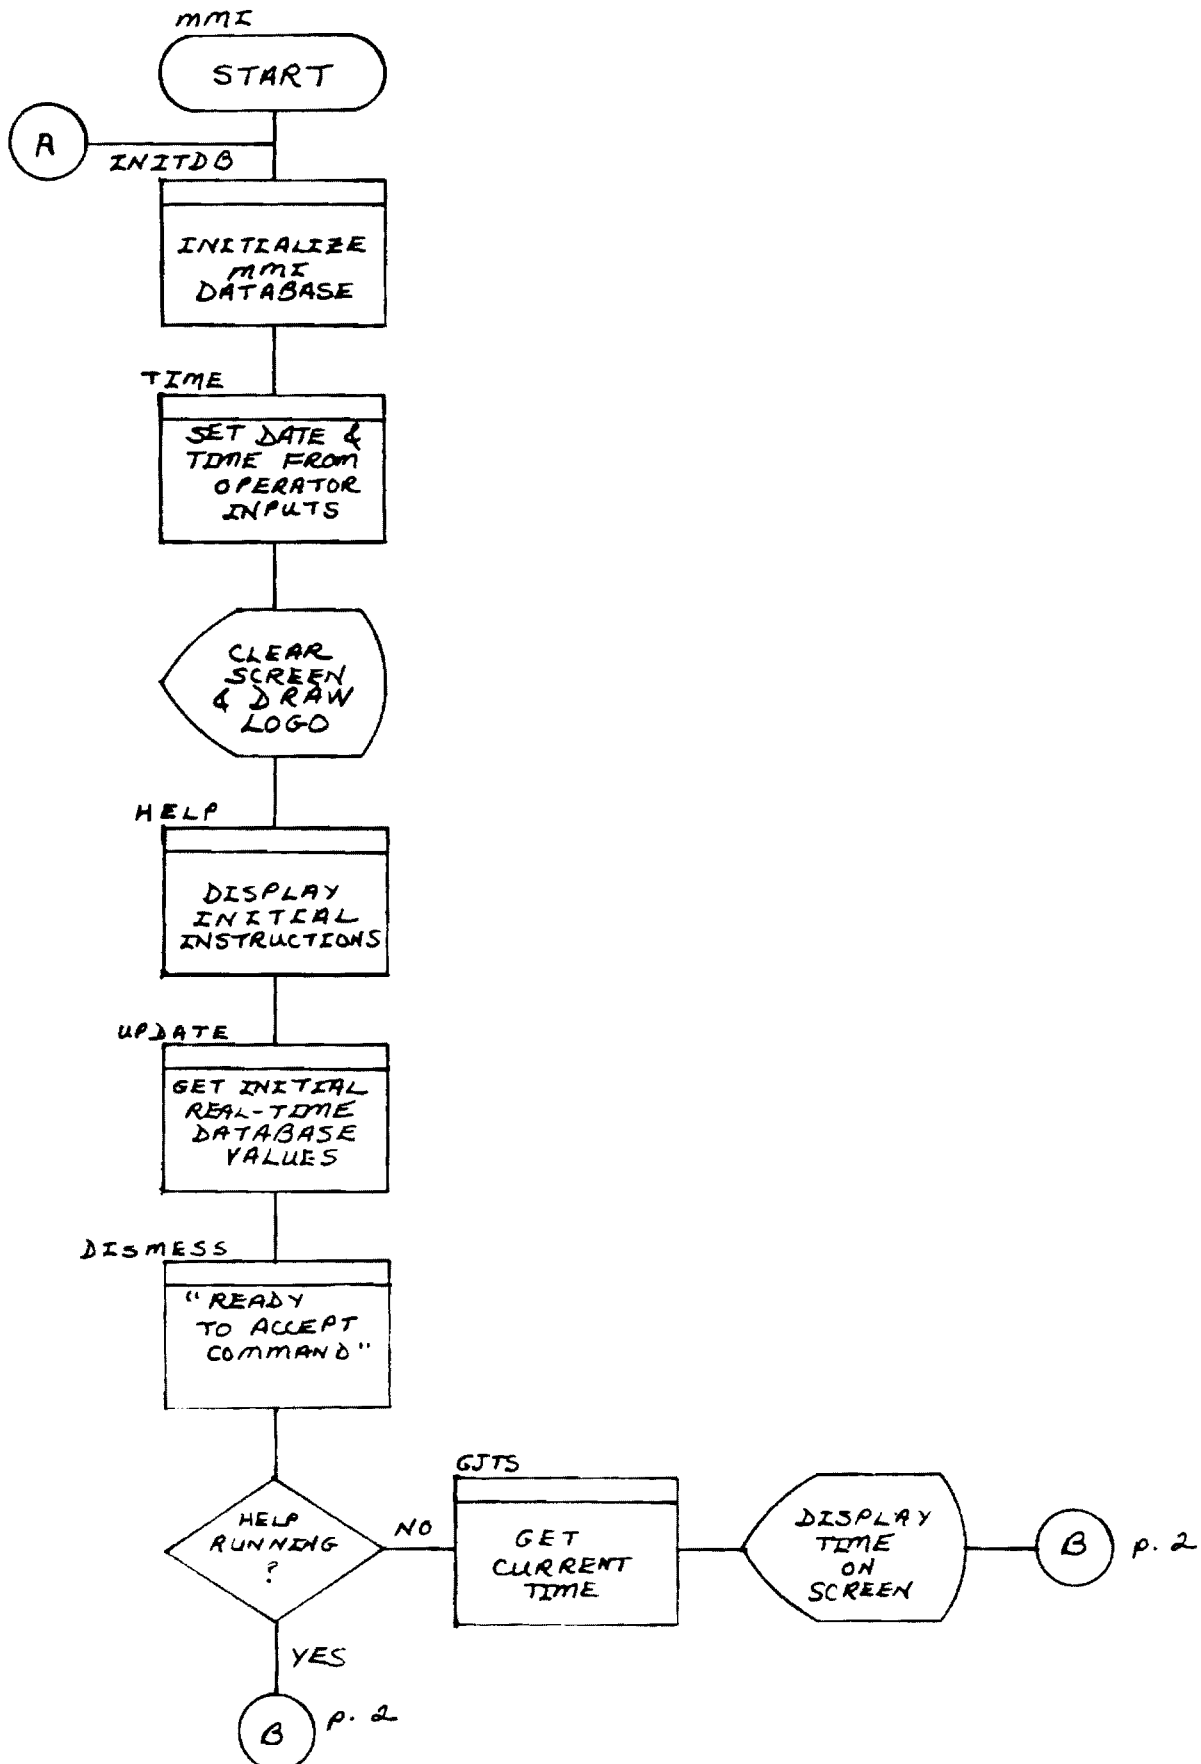 MMI
START
A
INITDB
INITIALIZE
MMI
DATABASE
TIME
SET DATE &
TIME FROM
OPERATOR
INPUTS
CLEAR
SCREEN
& DRAW
LOGO
HELP
DISPLAY
INITIAL
INSTRUCTIONS
UPDATE
GET INITIAL
REAL-TIME
DATABASE
VALUES
DISMESS
"READY
TO ACCEPT
COMMAND"
HELP
RUNNING
?
NO
GJTS
GET
CURRENT
TIME
DISPLAY
TIME
ON
SCREEN
B
p. 2
YES
B
p. 2